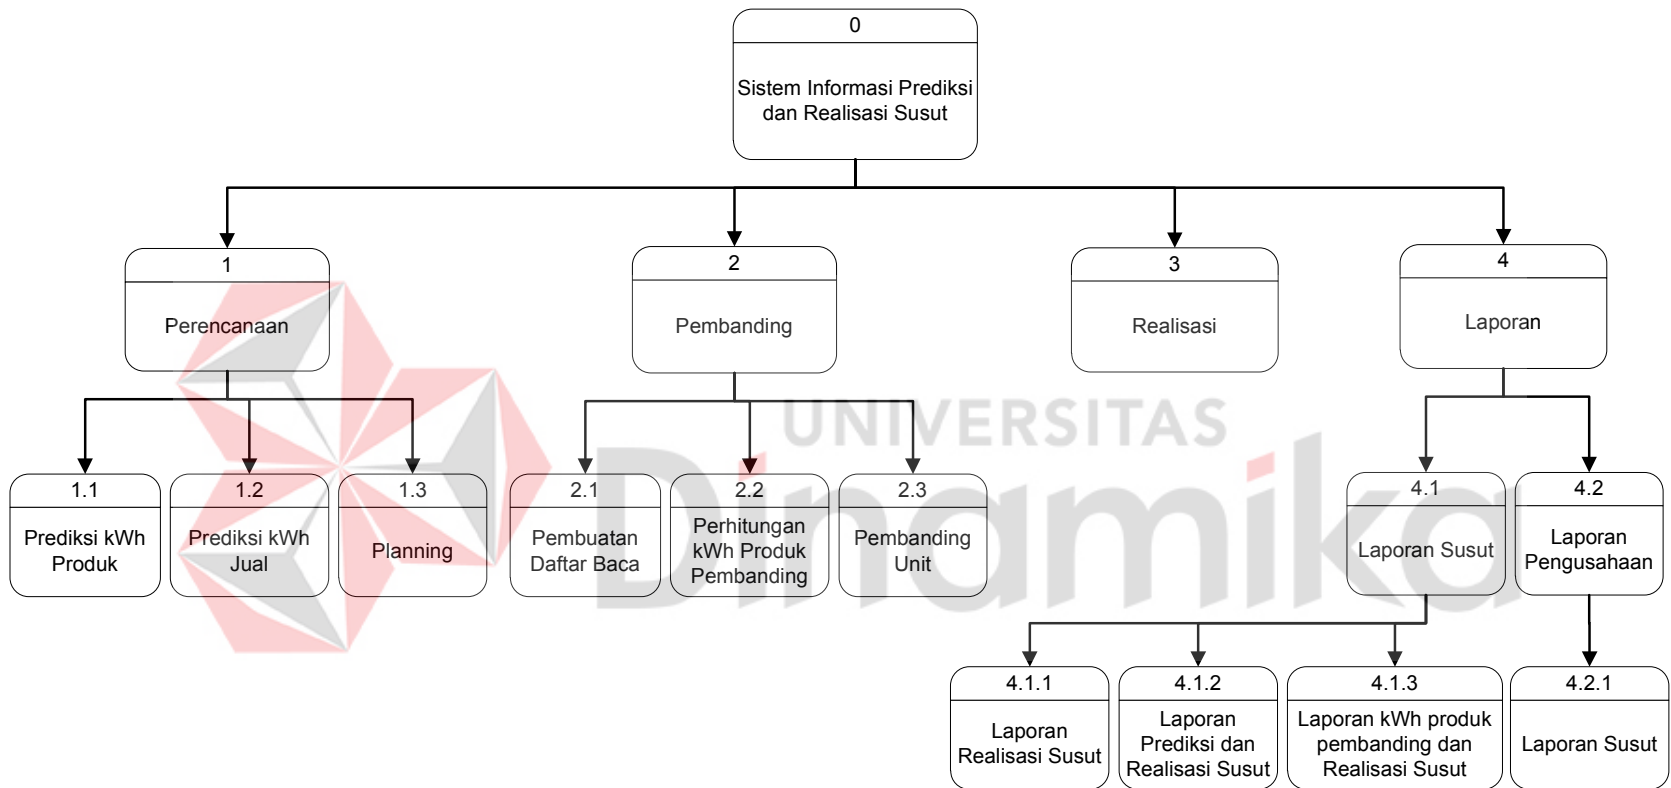 0
Sistem Informasi Prediksi
dan Realisasi Susut
1
Perencanaan
2
Pembanding
3
Realisasi
4
Laporan
UNIVERSITAS
Dinamika
1.1
Prediksi kWh
Produk
1.2
Prediksi kWh
Jual
1.3
Planning
2.1
Pembuatan
Daftar Baca
2.2
Perhitungan
kWh Produk
Pembanding
2.3
Pembanding
Unit
4.1
Laporan Susut
4.2
Laporan
Pengusahaan
4.1.1
Laporan
Realisasi Susut
4.1.2
Laporan
Prediksi dan
Realisasi Susut
4.1.3
Laporan kWh produk
pembanding dan
Realisasi Susut
4.2.1
Laporan Susut